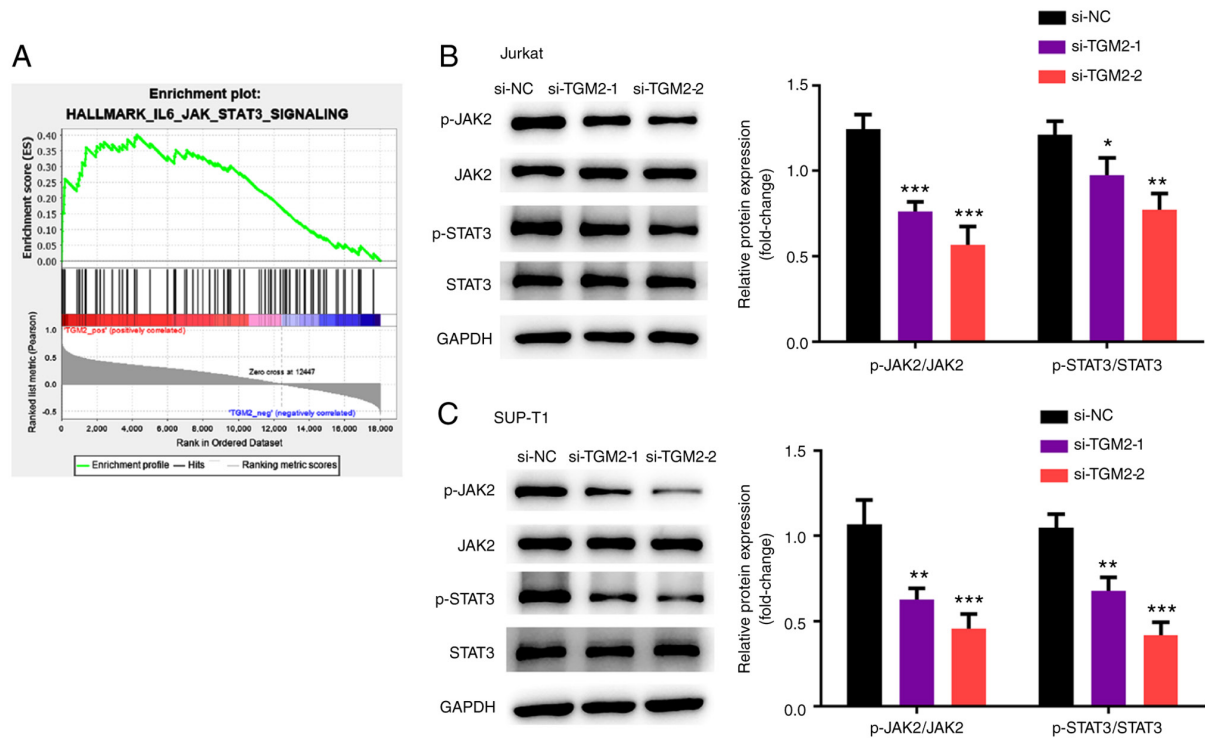 A
Enrichment plot:
HALLMARK_IL6_JAK_STAT3_SIGNALING
Enrichment score (ES)
0.40
0.35
0.30
0.25
0.20
0.15
0.10
0.05
0.00
'TGM2_pos' (positively correlated)
Ranked list metric (Pearson)
1.0
0.5
0.0
-0.5
Zero cross at 12447
'TGM2_neg' (negatively correlated)
0 2,000 4,000 6,000 8,000 10,000 12,000 14,000 16,000 18,000
Rank in Ordered Dataset
Enrichment profile Hits Ranking metric scores
B Jurkat
si-NC si-TGM2-1 si-TGM2-2
p-JAK2
JAK2
p-STAT3
STAT3
GAPDH
si-NC
si-TGM2-1
si-TGM2-2
Relative protein expression
(fold-change)
1.5
1.0
0.5
0.0
*** *** * **
p-JAK2/JAK2 p-STAT3/STAT3
C SUP-T1
si-NC si-TGM2-1 si-TGM2-2
p-JAK2
JAK2
p-STAT3
STAT3
GAPDH
si-NC
si-TGM2-1
si-TGM2-2
Relative protein expression
(fold-change)
1.5
1.0
0.5
0.0
** *** ** ***
p-JAK2/JAK2 p-STAT3/STAT3